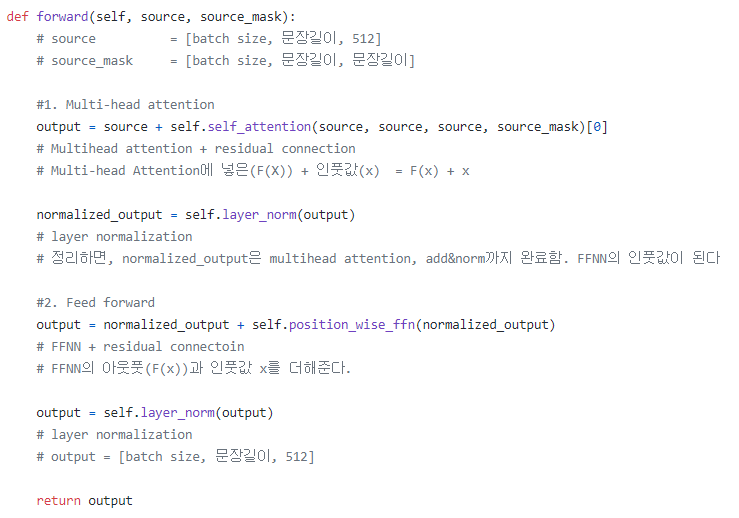 def forward(self, source, source_mask):
# source = [batch size, 문장길이, 512]
# source_mask = [batch size, 문장길이, 문장길이]
#1. Multi-head attention
output = source + self.self_attention(source, source, source, source_mask)[0]
# Multihead attention + residual connection
# Multi-head Attention에 넣은(F(X)) + 인풋값(x) = F(x) + x
normalized_output = self.layer_norm(output)
# layer normalization
# 정리하면, normalized_output은 multihead attention, add&norm까지 완료함. FFNN의 인풋값이 된다
#2. Feed forward
output = normalized_output + self.position_wise_ffn(normalized_output)
# FFNN + residual connectoin
# FFNN의 아웃풋(F(x))과 인풋값 x를 더해준다.
output = self.layer_norm(output)
# layer normalization
# output = [batch size, 문장길이, 512]
return output